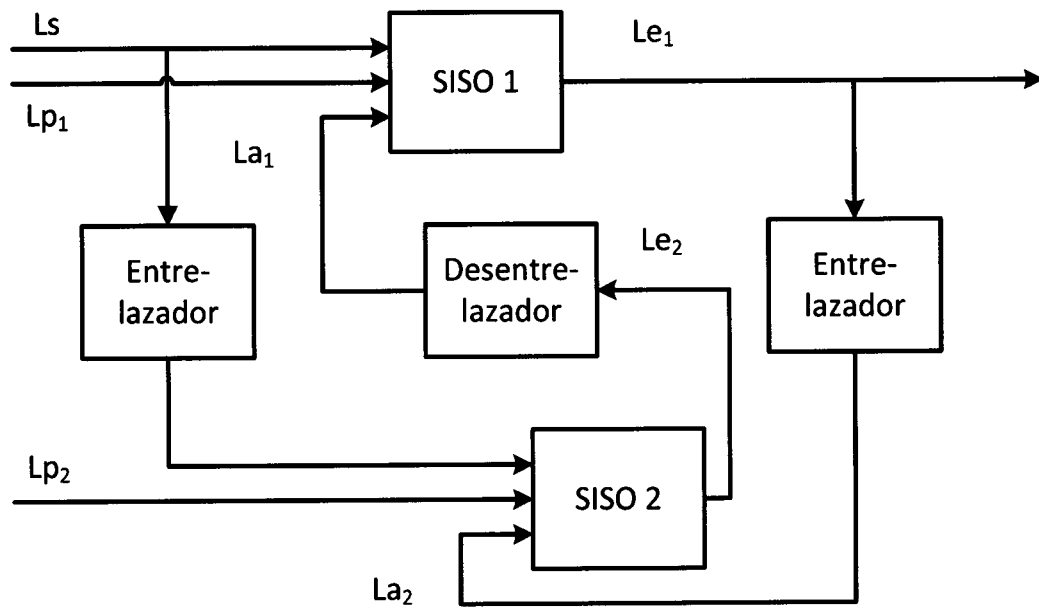 Ls
Le₁
SISO 1
Lp₁
La₁
Le₂
Entre-
lazador
Desentre-
lazador
Entre-
lazador
Lp₂
SISO 2
La₂